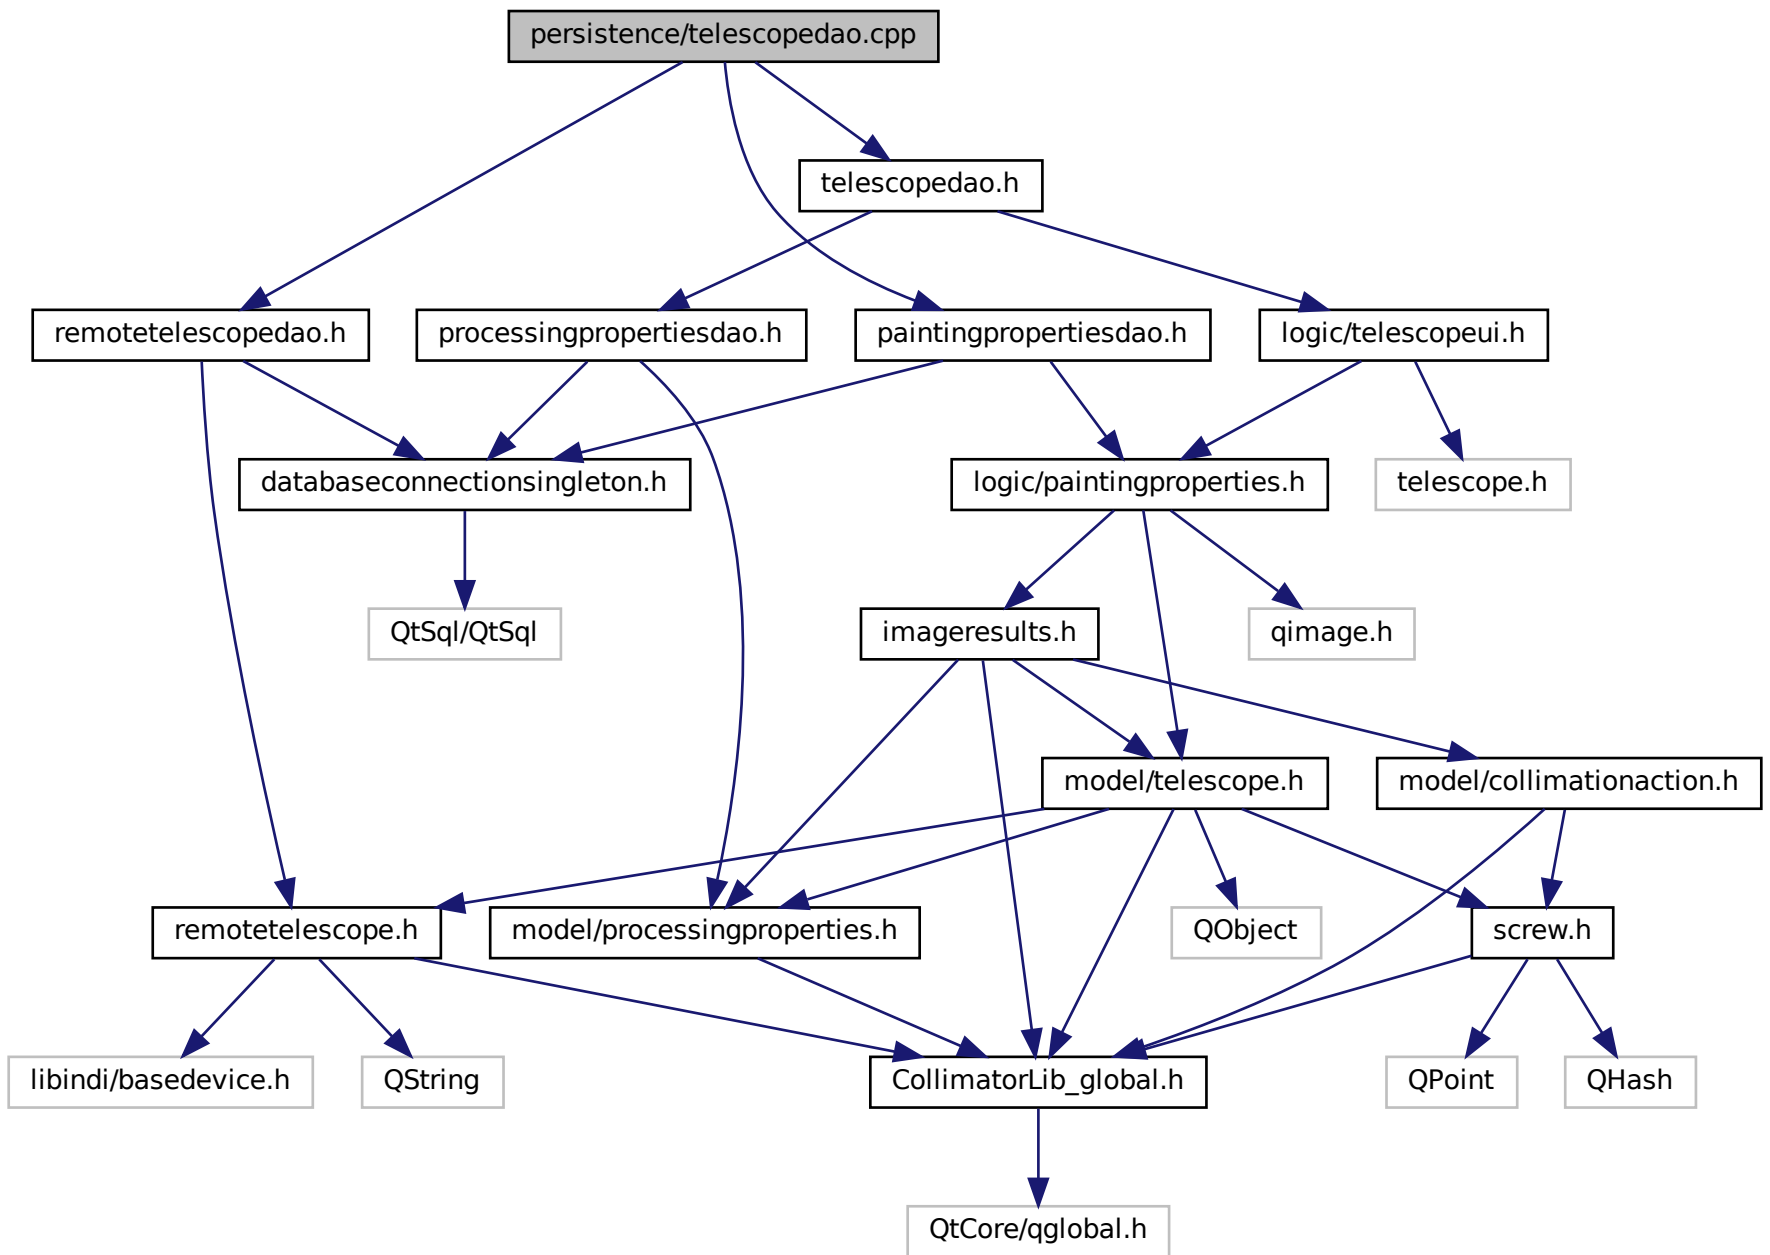 persistence/telescopedao.cpp
telescopedao.h
remotetelescopedao.h
processingpropertiesdao.h
paintingpropertiesdao.h
logic/telescopeui.h
databaseconnectionsingleton.h
logic/paintingproperties.h
telescope.h
QtSql/QtSql
imageresults.h
qimage.h
model/telescope.h
model/collimationaction.h
remotetelescope.h
model/processingproperties.h
QObject
screw.h
libindi/basedevice.h
QString
CollimatorLib_global.h
QPoint
QHash
QtCore/qglobal.h